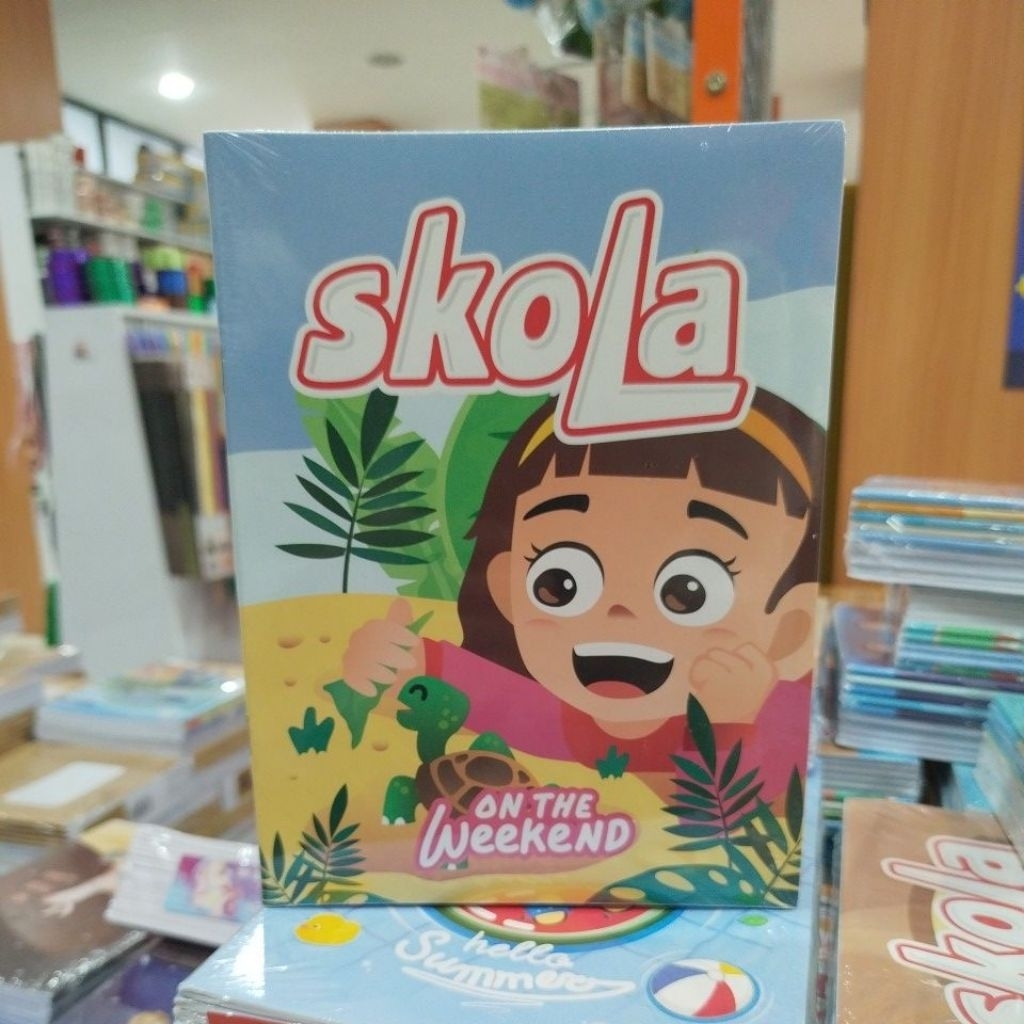 skoLa
ON THE
WeekeND
hello
Summer
skola